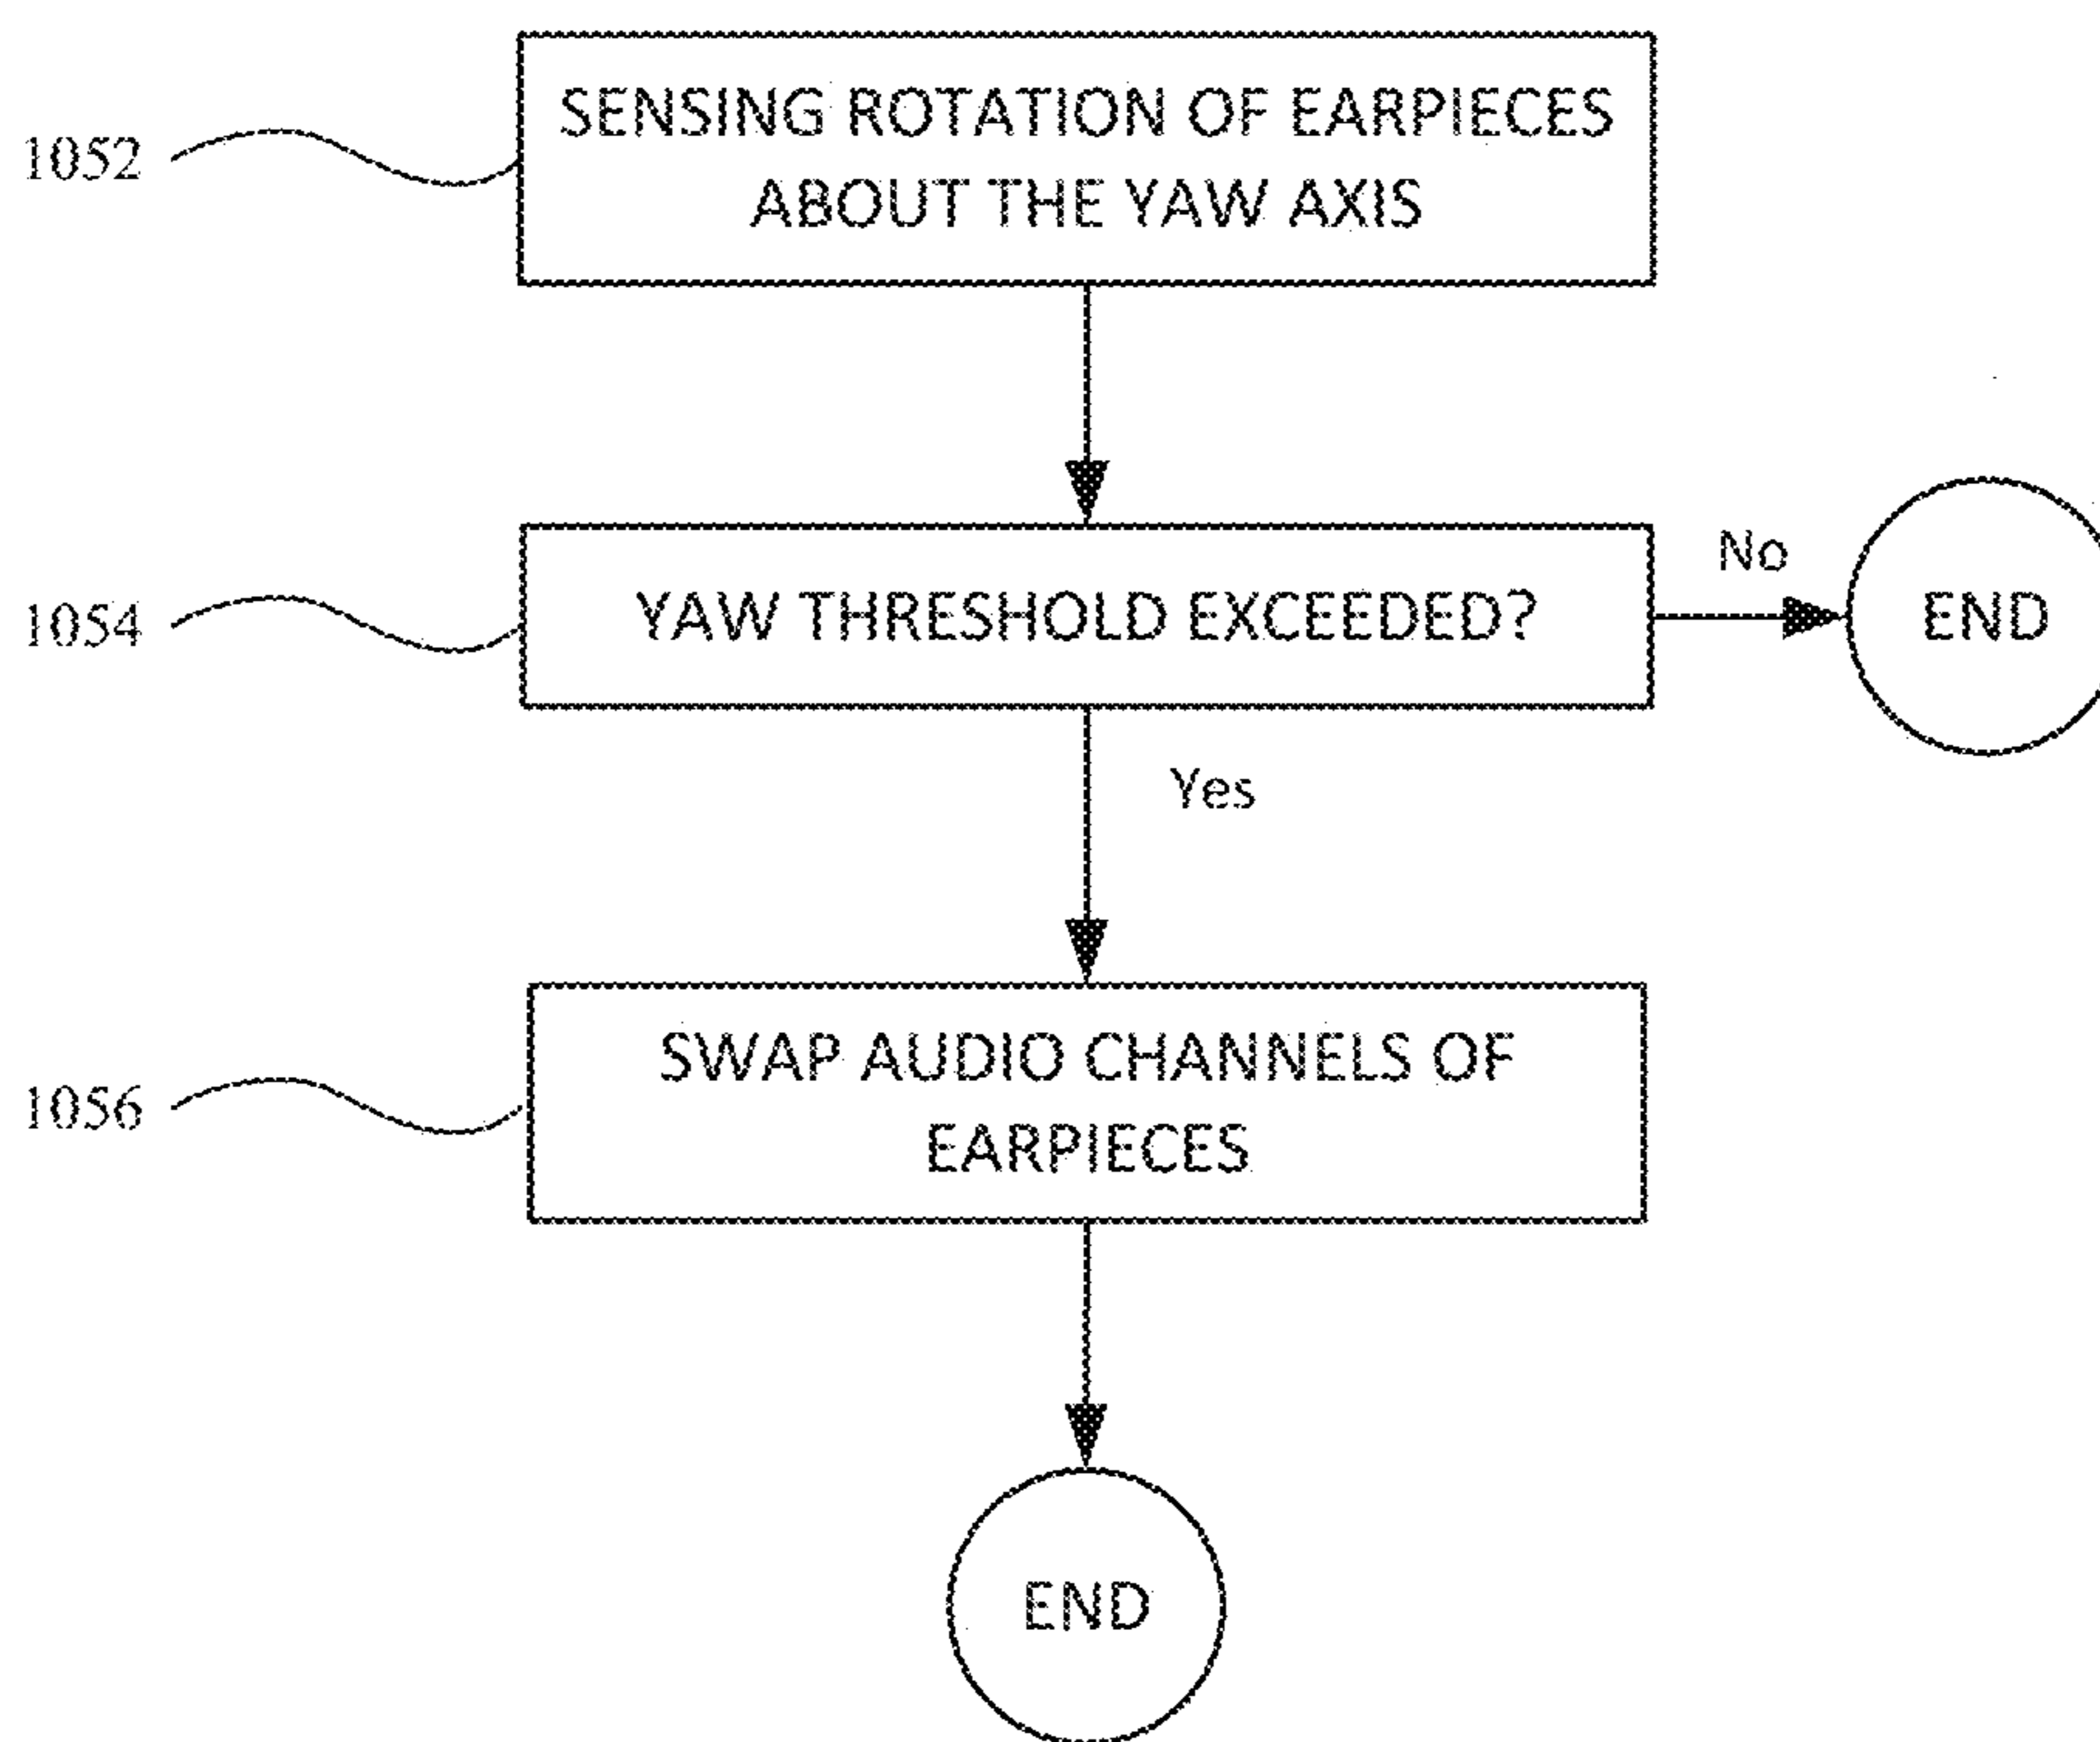 1052
SENSING ROTATION OF EARPIECES
ABOUT THE YAW AXIS
1054
YAW THRESHOLD EXCEEDED?
No
END
Yes
1056
SWAP AUDIO CHANNELS OF
EARPIECES
END